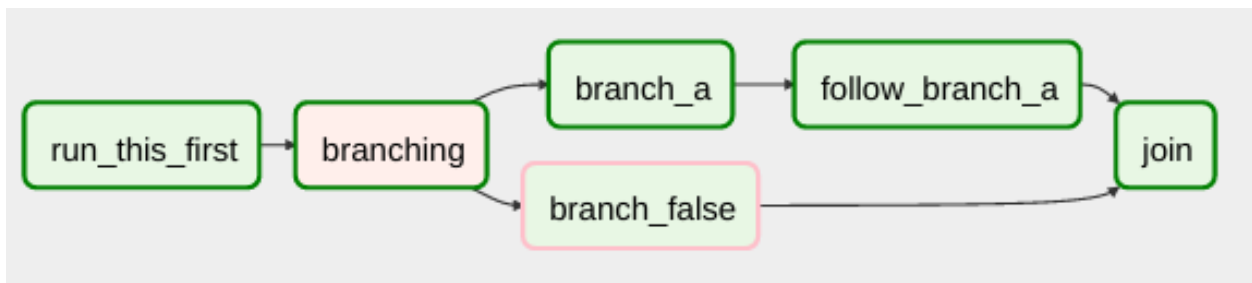 run_this_first
branching
branch_a
follow_branch_a
branch_false
join